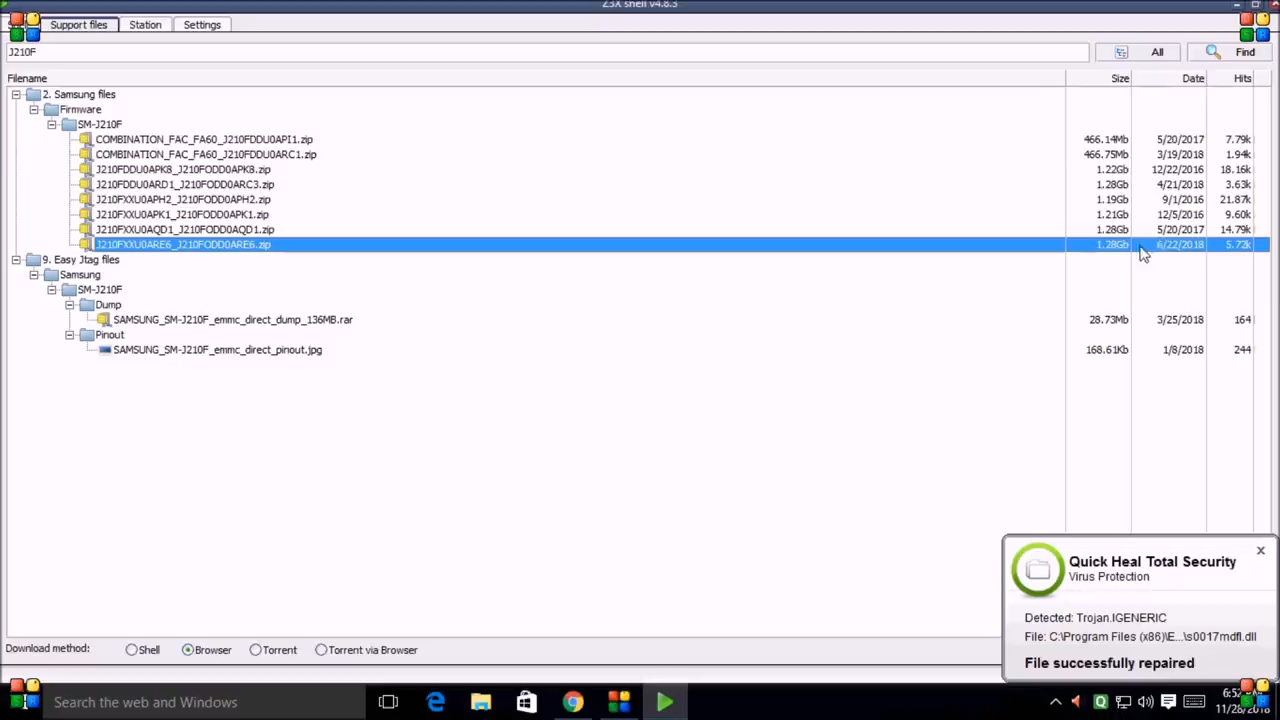 Z3X shell v4.8.3
Support files Station Settings
J210F All Find
Filename Size Date Hits
2. Samsung files
Firmware
SM-J210F
COMBINATION_FAC_FA60_J210FDDU0API1.zip 466.14Mb 5/20/2017 7.79k
COMBINATION_FAC_FA60_J210FDDU0ARC1.zip 466.75Mb 3/19/2018 1.94k
J210FDDU0APK8_J210FODD0APK8.zip 1.22Gb 12/22/2016 18.16k
J210FDDU0ARD1_J210FODD0ARC3.zip 1.28Gb 4/21/2018 3.63k
J210FXXU0APH2_J210FODD0APH2.zip 1.19Gb 9/1/2016 21.87k
J210FXXU0APK1_J210FODD0APK1.zip 1.21Gb 12/5/2016 9.60k
J210FXXU0AQD1_J210FODD0AQD1.zip 1.28Gb 5/20/2017 14.79k
J210FXXU0ARE6_J210FODD0ARE6.zip 1.28Gb 6/22/2018 5.72k
9. Easy Jtag files
Samsung
SM-J210F
Dump
SAMSUNG_SM-J210F_emmc_direct_dump_136MB.rar 28.73Mb 3/25/2018 164
Pinout
SAMSUNG_SM-J210F_emmc_direct_pinout.jpg 168.61Kb 1/8/2018 244
Quick Heal Total Security
Virus Protection
Detected: Trojan.IGENERIC
File: C:\Program Files (x86)\E...\s0017mdfl.dll
File successfully repaired
Download method: Shell Browser Torrent Torrent via Browser
Search the web and Windows